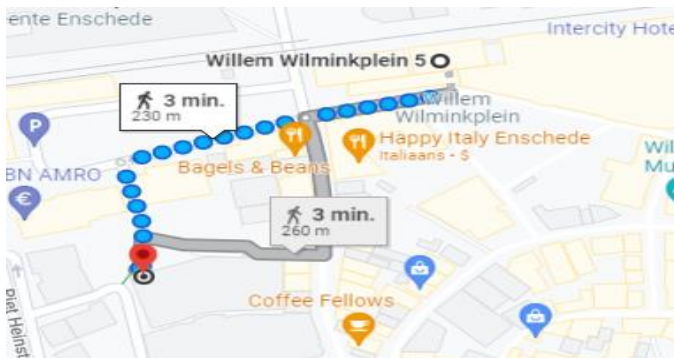 ente Enschede
Intercity Hote
Willem Wilminkplein 5
3 min.
230 m
Willem
Wilminkplein
P
Happy Italy Enschede
Italiaans - $
Bagels & Beans
Wil
Mu
BN AMRO
€
3 min.
260 m
Piet Heinst
Coffee Fellows